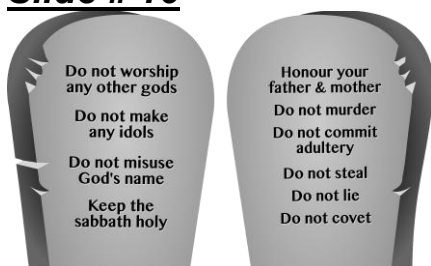 Slide # 10
Do not worship
any other gods
Do not make
any idols
Do not misuse
God's name
Keep the
sabbath holy
Honour your
father & mother
Do not murder
Do not commit
adultery
Do not steal
Do not lie
Do not covet